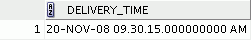 DELIVERY_TIME
1 20-NOV-08 09.30.15.000000000 AM